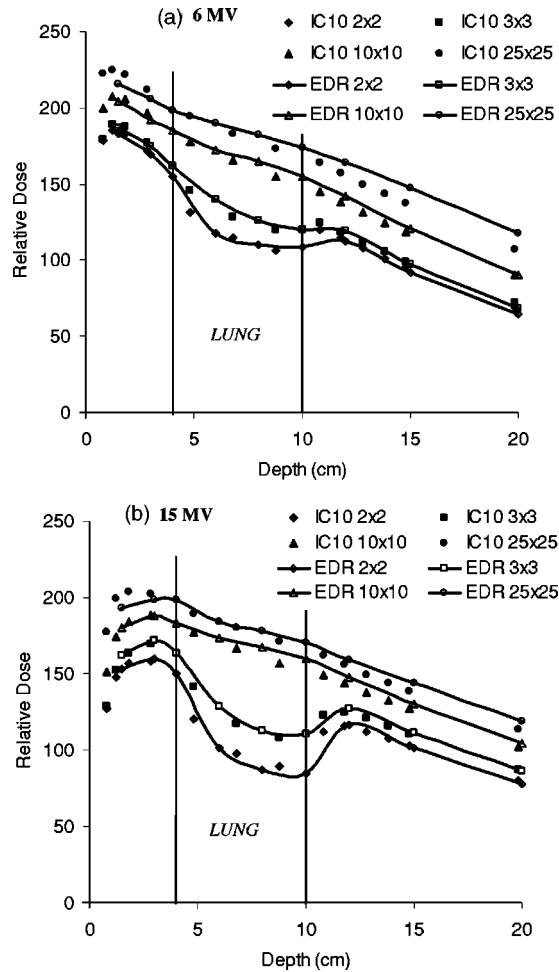 (a) 6 MV
IC10 2x2
IC10 3x3
IC10 10x10
IC10 25x25
EDR 2x2
EDR 3x3
EDR 10x10
EDR 25x25
250
200
150
100
50
0
Relative Dose
LUNG
0 5 10 15 20
Depth (cm)
(b) 15 MV
IC10 2x2
IC10 3x3
IC10 10x10
IC10 25x25
EDR 2x2
EDR 3x3
EDR 10x10
EDR 25x25
250
200
150
100
50
0
Relative Dose
LUNG
0 5 10 15 20
Depth (cm)